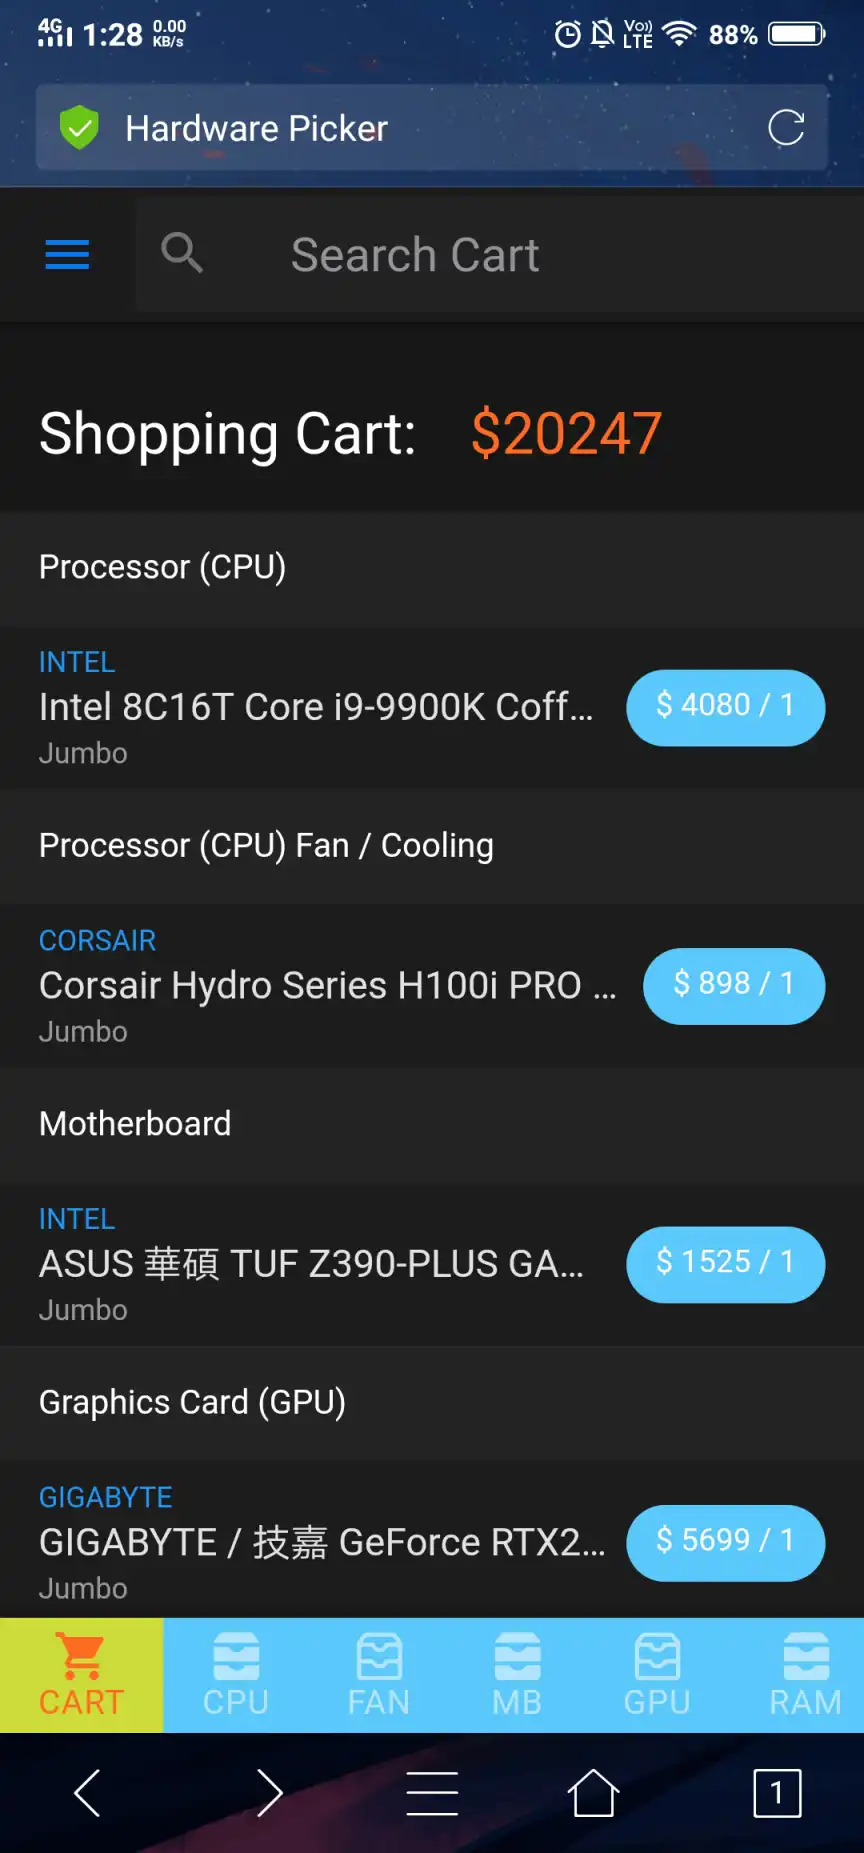 4G 1:28 0.00 KB/s Vo)) LTE 88%
Hardware Picker
Search Cart
Shopping Cart: $20247
Processor (CPU)
INTEL
Intel 8C16T Core i9-9900K Coff... $ 4080 / 1
Jumbo
Processor (CPU) Fan / Cooling
CORSAIR
Corsair Hydro Series H100i PRO ... $ 898 / 1
Jumbo
Motherboard
INTEL
ASUS 華碩 TUF Z390-PLUS GA... $ 1525 / 1
Jumbo
Graphics Card (GPU)
GIGABYTE
GIGABYTE / 技嘉 GeForce RTX2... $ 5699 / 1
Jumbo
CART CPU FAN MB GPU RAM
1